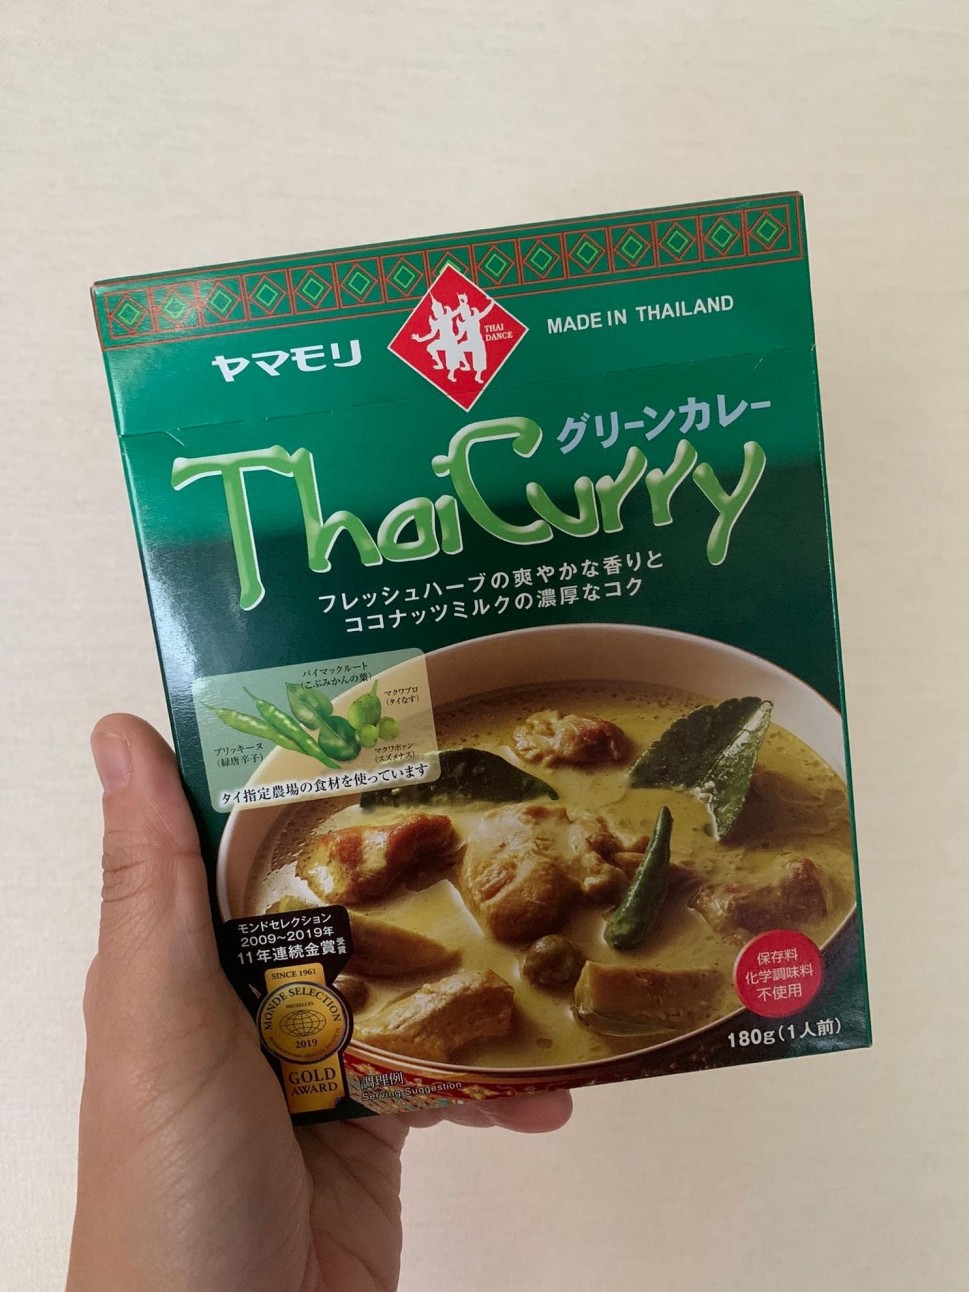 ヤマモリ
THAI
DANCE
MADE IN THAILAND
グリーンカレー
ThaiCurry
フレッシュハーブの爽やかな香りと
ココナッツミルクの濃厚なコク
バイマックルート
(こぶみかんの葉)
マクワプロ
(タイなす)
プリッキーヌ
(緑唐辛子)
マクワポァン
(スズメナス)
タイ指定農場の食材を使っています
モンドセレクション
2009〜2019年
11年連続金賞受賞
SINCE 1961
MONDE SELECTION
BRUXELLES
2019
GOLD
AWARD
調理例
Serving Suggestion
保存料
化学調味料
不使用
180g(1人前)